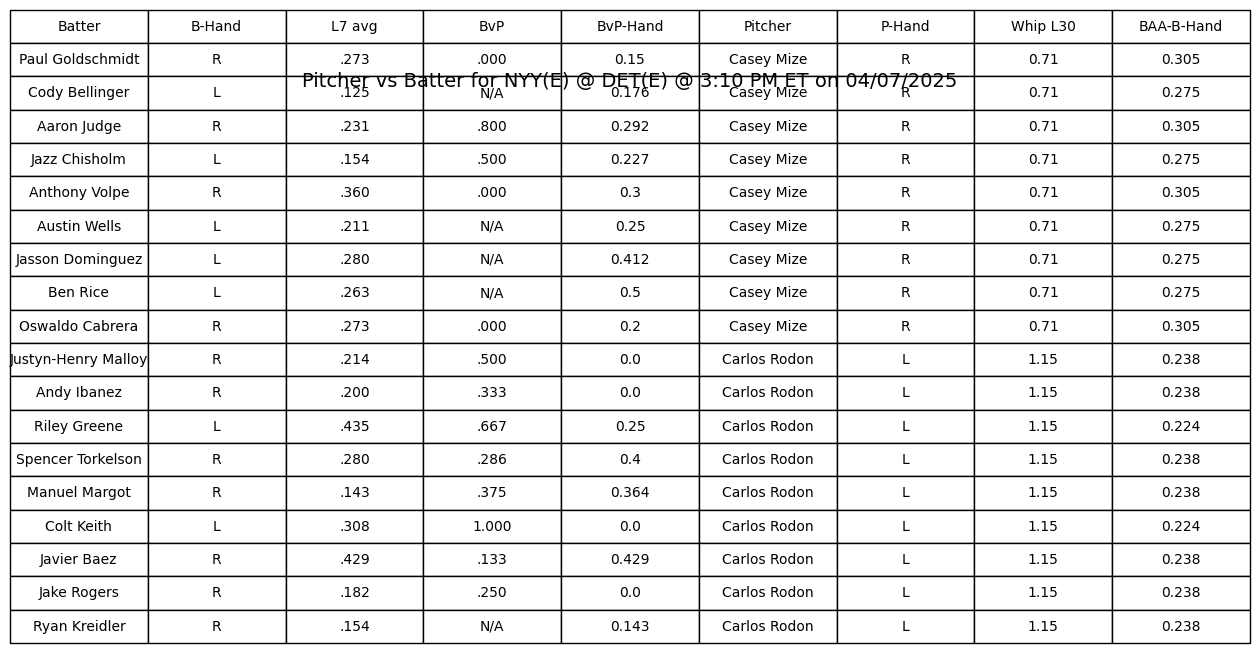 Batter B-Hand L7 avg BvP BvP-Hand Pitcher P-Hand Whip L30 BAA-B-Hand
Paul Goldschmidt R .273 .000 0.15 Casey Mize R 0.71 0.305
Pitcher vs Batter for NYY(E) @ DET(E) @ 3:10 PM ET on 04/07/2025
Cody Bellinger L .125 N/A 0.176 Casey Mize R 0.71 0.275
Aaron Judge R .231 .800 0.292 Casey Mize R 0.71 0.305
Jazz Chisholm L .154 .500 0.227 Casey Mize R 0.71 0.275
Anthony Volpe R .360 .000 0.3 Casey Mize R 0.71 0.305
Austin Wells L .211 N/A 0.25 Casey Mize R 0.71 0.275
Jasson Dominguez L .280 N/A 0.412 Casey Mize R 0.71 0.275
Ben Rice L .263 N/A 0.5 Casey Mize R 0.71 0.275
Oswaldo Cabrera R .273 .000 0.2 Casey Mize R 0.71 0.305
Justyn-Henry Malloy R .214 .500 0.0 Carlos Rodon L 1.15 0.238
Andy Ibanez R .200 .333 0.0 Carlos Rodon L 1.15 0.238
Riley Greene L .435 .667 0.25 Carlos Rodon L 1.15 0.224
Spencer Torkelson R .280 .286 0.4 Carlos Rodon L 1.15 0.238
Manuel Margot R .143 .375 0.364 Carlos Rodon L 1.15 0.238
Colt Keith L .308 1.000 0.0 Carlos Rodon L 1.15 0.224
Javier Baez R .429 .133 0.429 Carlos Rodon L 1.15 0.238
Jake Rogers R .182 .250 0.0 Carlos Rodon L 1.15 0.238
Ryan Kreidler R .154 N/A 0.143 Carlos Rodon L 1.15 0.238